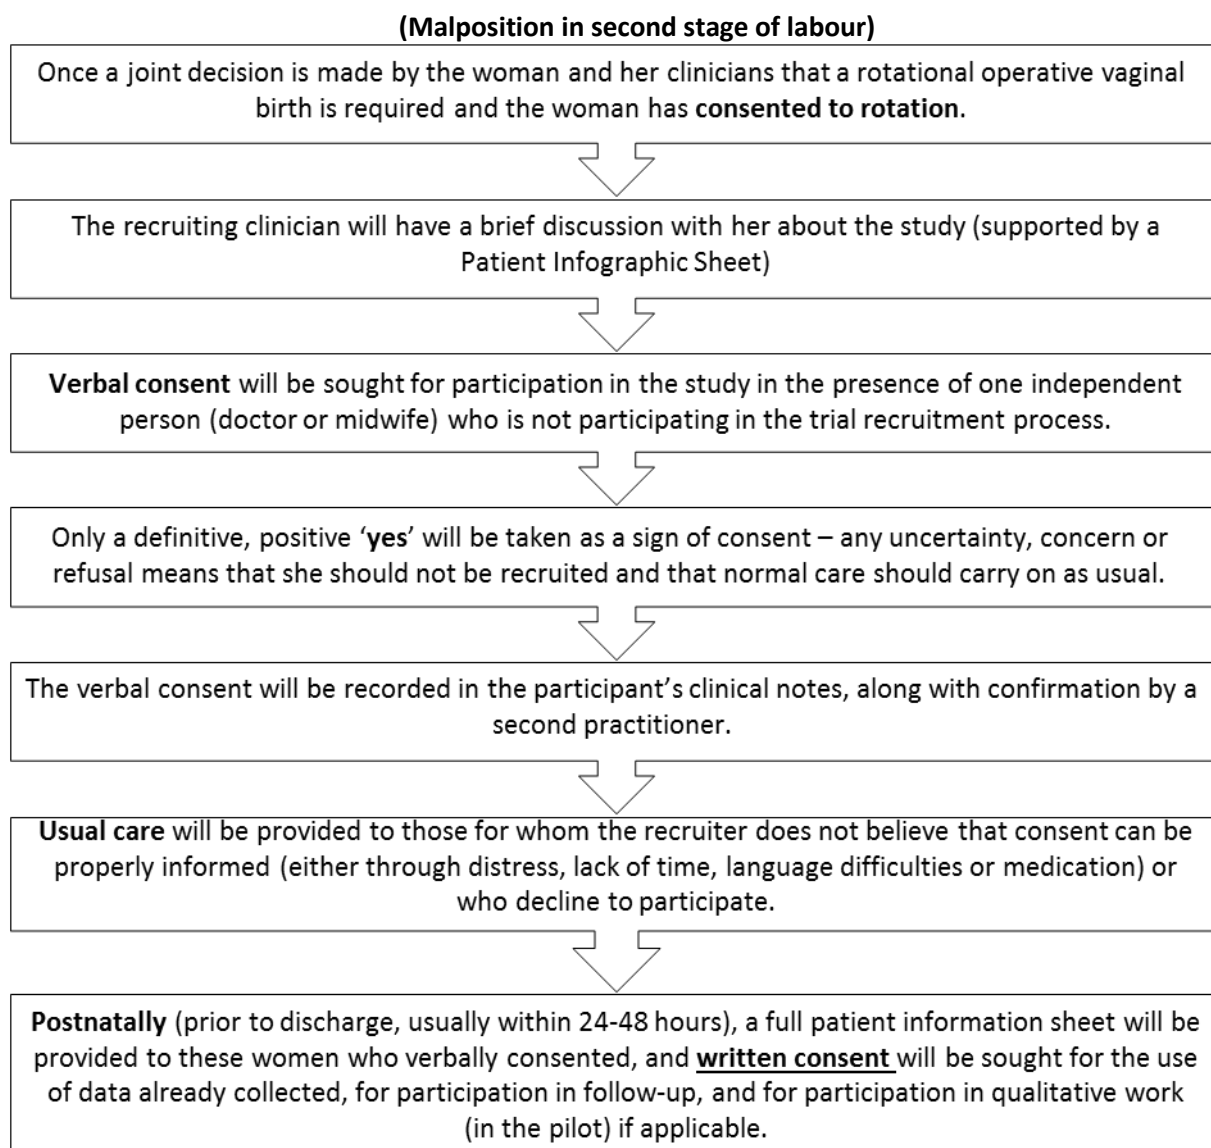 (Malposition in second stage of labour)
Once a joint decision is made by the woman and her clinicians that a rotational operative vaginal
birth is required and the woman has consented to rotation.
The recruiting clinician will have a brief discussion with her about the study (supported by a
Patient Infographic Sheet)
Verbal consent will be sought for participation in the study in the presence of one independent
person (doctor or midwife) who is not participating in the trial recruitment process.
Only a definitive, positive ‘yes’ will be taken as a sign of consent – any uncertainty, concern or
refusal means that she should not be recruited and that normal care should carry on as usual.
The verbal consent will be recorded in the participant’s clinical notes, along with confirmation by a
second practitioner.
Usual care will be provided to those for whom the recruiter does not believe that consent can be
properly informed (either through distress, lack of time, language difficulties or medication) or
who decline to participate.
Postnatally (prior to discharge, usually within 24-48 hours), a full patient information sheet will be
provided to these women who verbally consented, and written consent will be sought for the use
of data already collected, for participation in follow-up, and for participation in qualitative work
(in the pilot) if applicable.